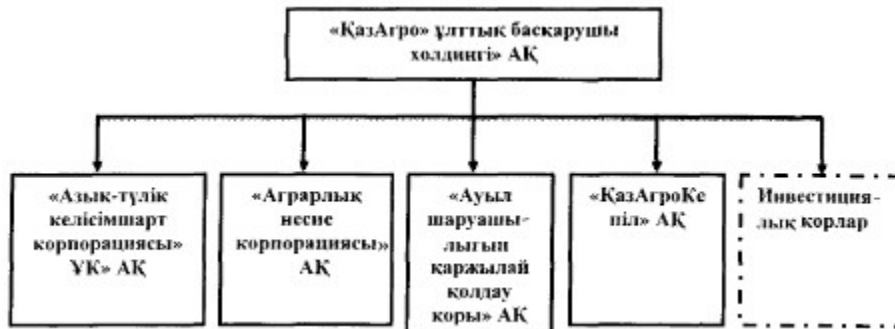 «ҚазАгро» ұлттық басқарушы
холдингі» АҚ
«Азық-түлік
келісімшарт
корпорациясы»
ҰК» АҚ
«Аграрлық
несие
корпорациясы»
АҚ
«Ауыл
шаруашы-
лығын
қаржылай
қолдау
қоры» АҚ
«ҚазАгроКе
піл» АҚ
Инвестиция-
лық қорлар